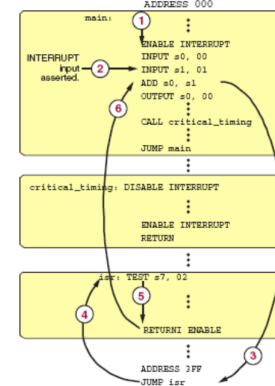 ADDRESS 000
main:
1
ENABLE INTERRUPT
INTERRUPT
input
asserted.
2
INPUT s0, 00
INPUT s1, 01
ADD s0, s1
OUTPUT s0, 00
6
CALL critical_timing
JUMP main
critical_timing: DISABLE INTERRUPT
ENABLE INTERRUPT
RETURN
isr: TEST s7, 02
4
5
RETURNI ENABLE
3
ADDRESS 3FF
JUMP isr